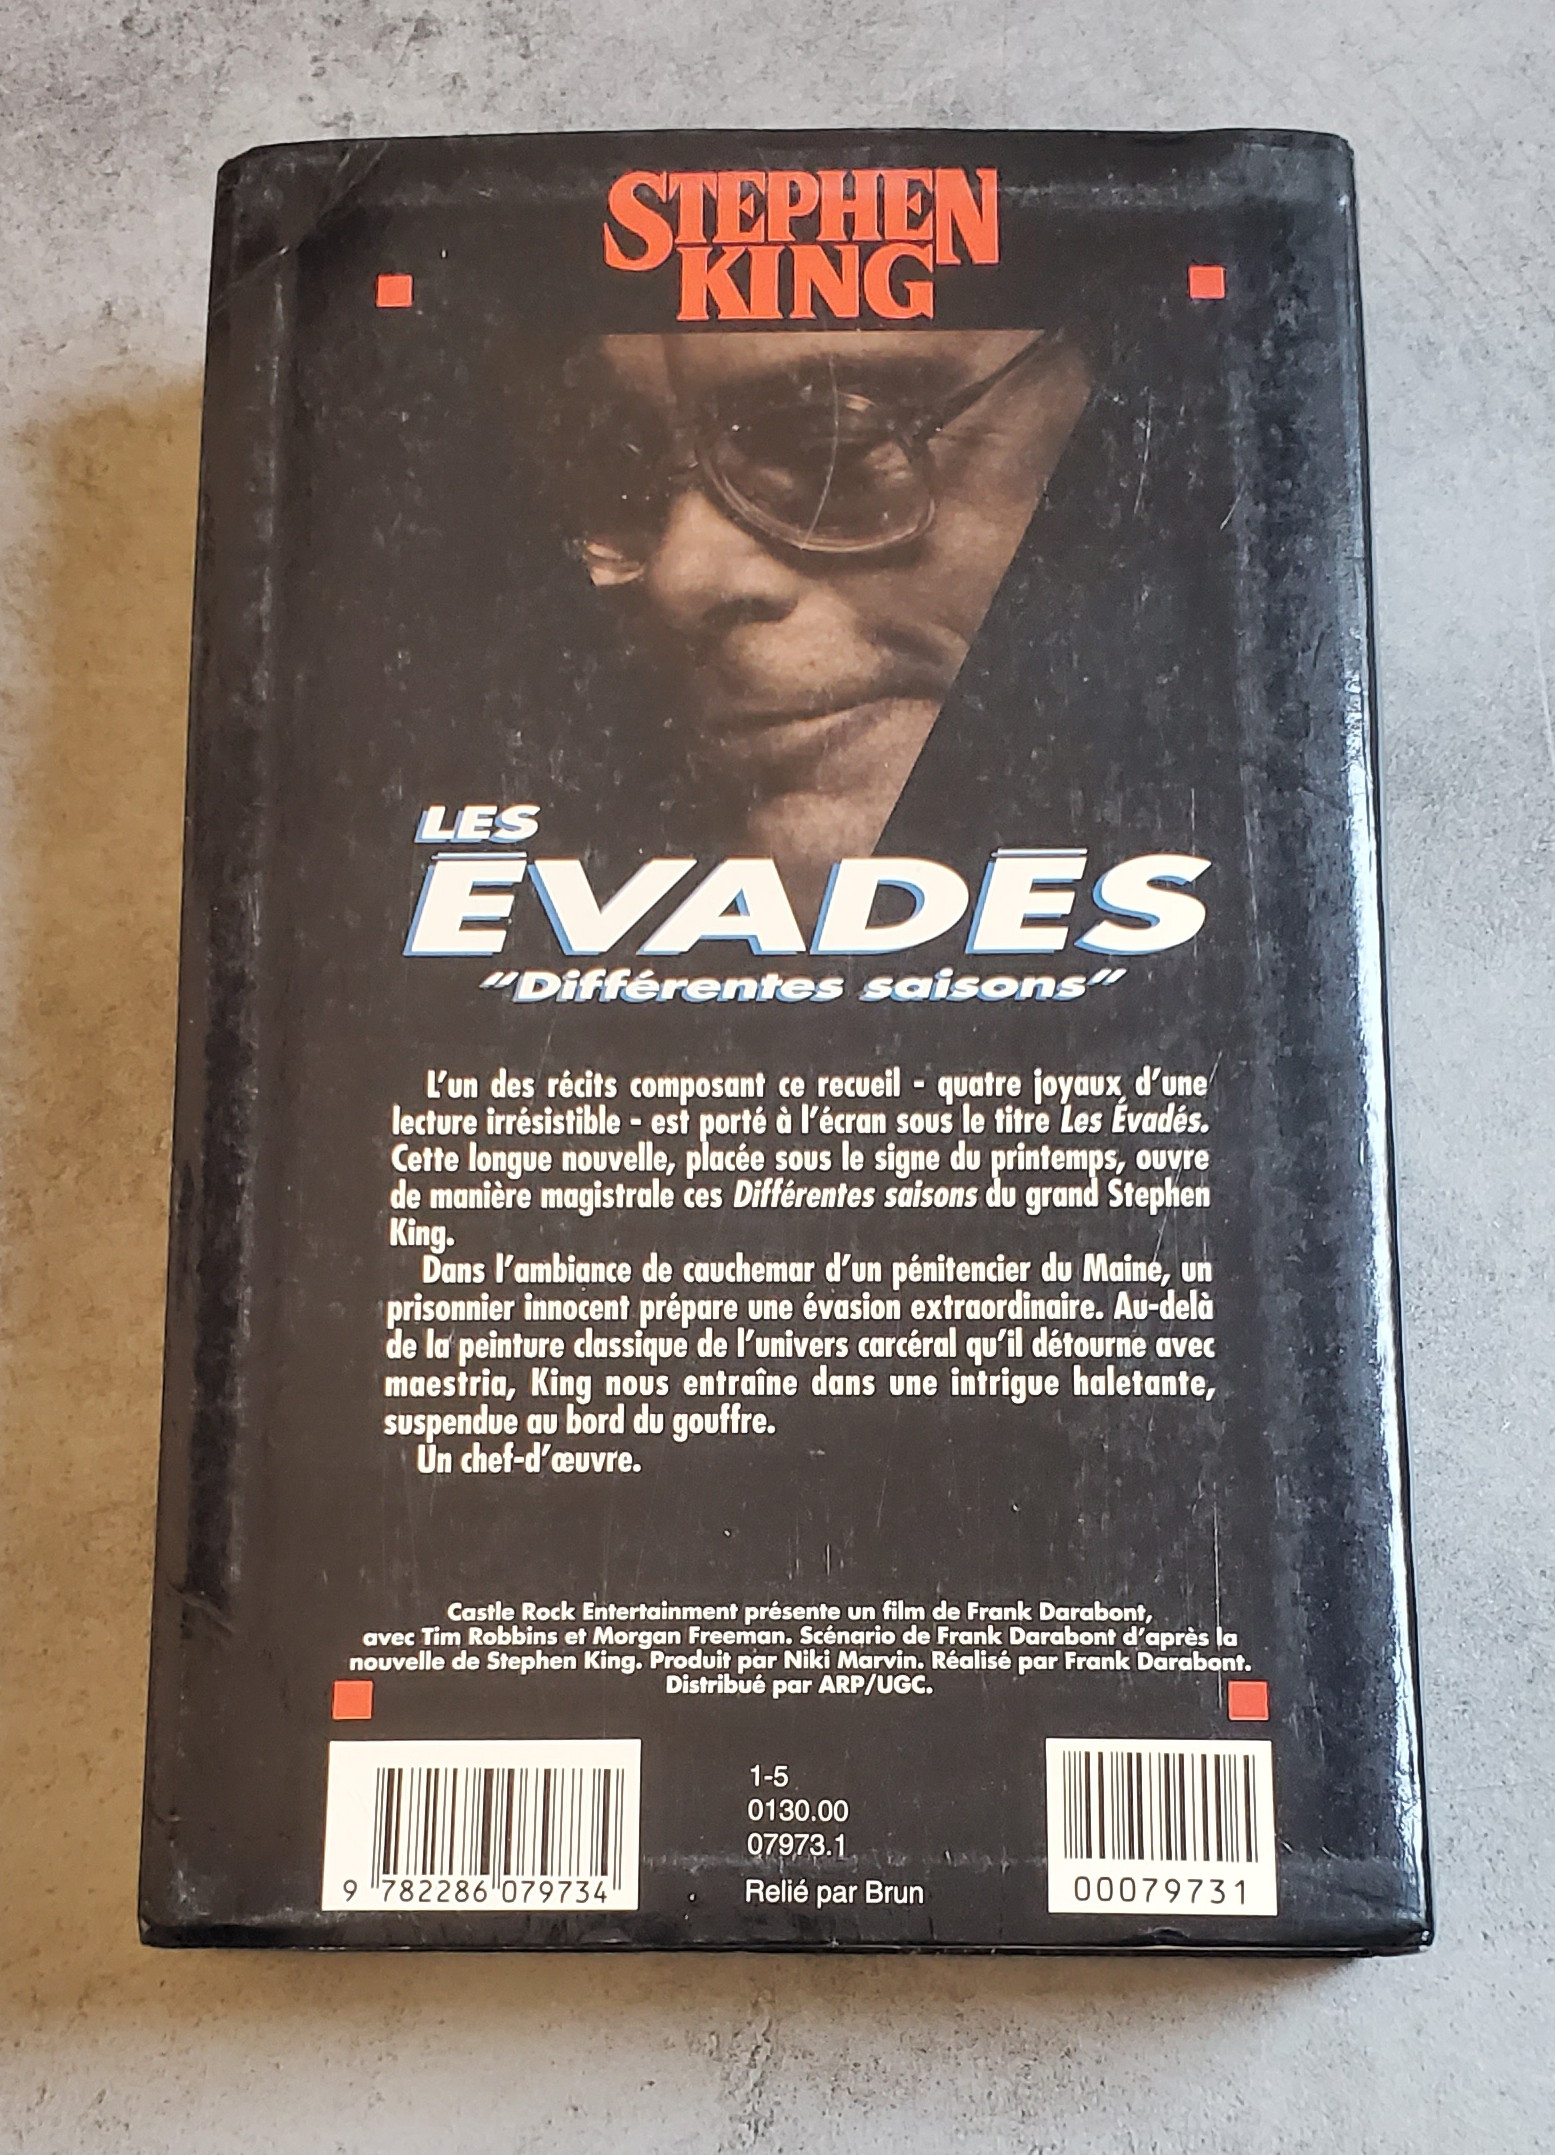 STEPHEN
KING
LES
ÉVADÉS
"Différentes saisons"
L'un des récits composant ce recueil - quatre joyaux d'une
lecture irrésistible - est porté à l'écran sous le titre Les Évadés.
Cette longue nouvelle, placée sous le signe du printemps, ouvre
de manière magistrale ces Différentes saisons du grand Stephen
King.
Dans l'ambiance de cauchemar d'un pénitencier du Maine, un
prisonnier innocent prépare une évasion extraordinaire. Au-delà
de la peinture classique de l'univers carcéral qu'il détourne avec
maestria, King nous entraîne dans une intrigue haletante,
suspendue au bord du gouffre.
Un chef-d'œuvre.
Castle Rock Entertainment présente un film de Frank Darabont,
avec Tim Robbins et Morgan Freeman. Scénario de Frank Darabont d'après la
nouvelle de Stephen King. Produit par Niki Marvin. Réalisé par Frank Darabont.
Distribué par ARP/UGC.
9 782286 079734
1-5
0130.00
07973.1
Relié par Brun
00079731